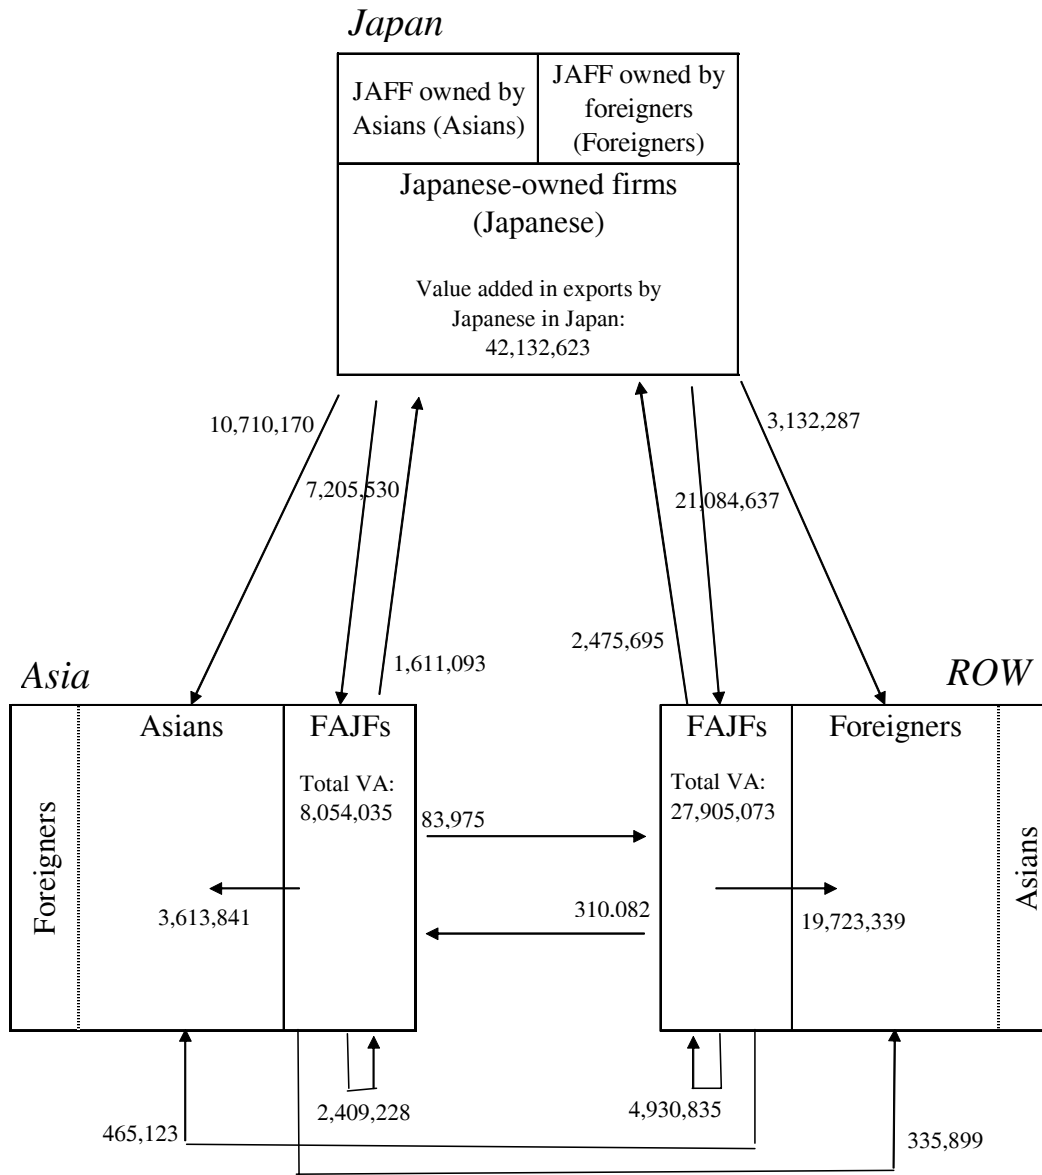 Japan
JAFF owned by
Asians (Asians)
JAFF owned by
foreigners
(Foreigners)
Japanese-owned firms
(Japanese)
Value added in exports by
Japanese in Japan:
42,132,623
10,710,170
3,132,287
7,205,530
21,084,637
1,611,093
2,475,695
Asia
ROW
Asians
FAJFs
FAJFs
Foreigners
Total VA:
8,054,035
Total VA:
27,905,073
83,975
Foreigners
Asians
3,613,841
310.082
19,723,339
2,409,228
4,930,835
465,123
335,899